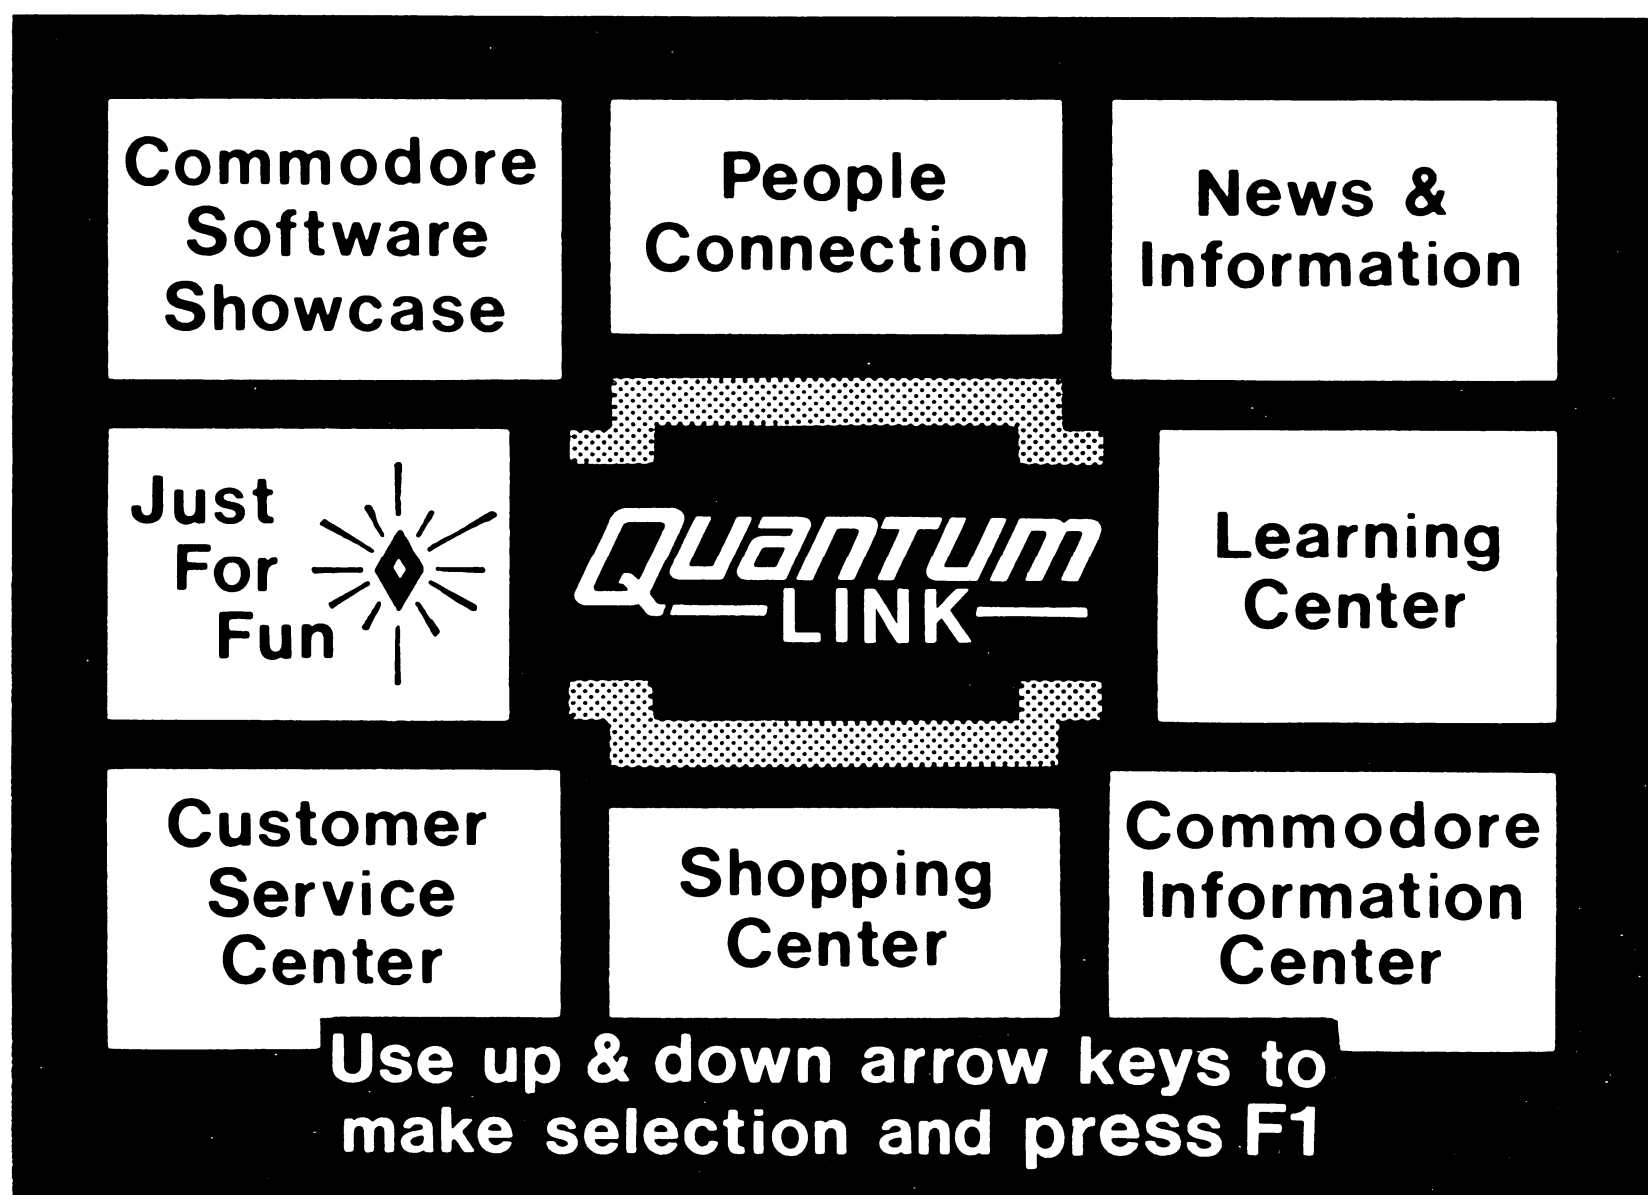 Commodore
Software
Showcase
People
Connection
News &
Information
Just
For
Fun
Quantum
LINK
Learning
Center
Customer
Service
Center
Shopping
Center
Commodore
Information
Center
Use up & down arrow keys to
make selection and press F1